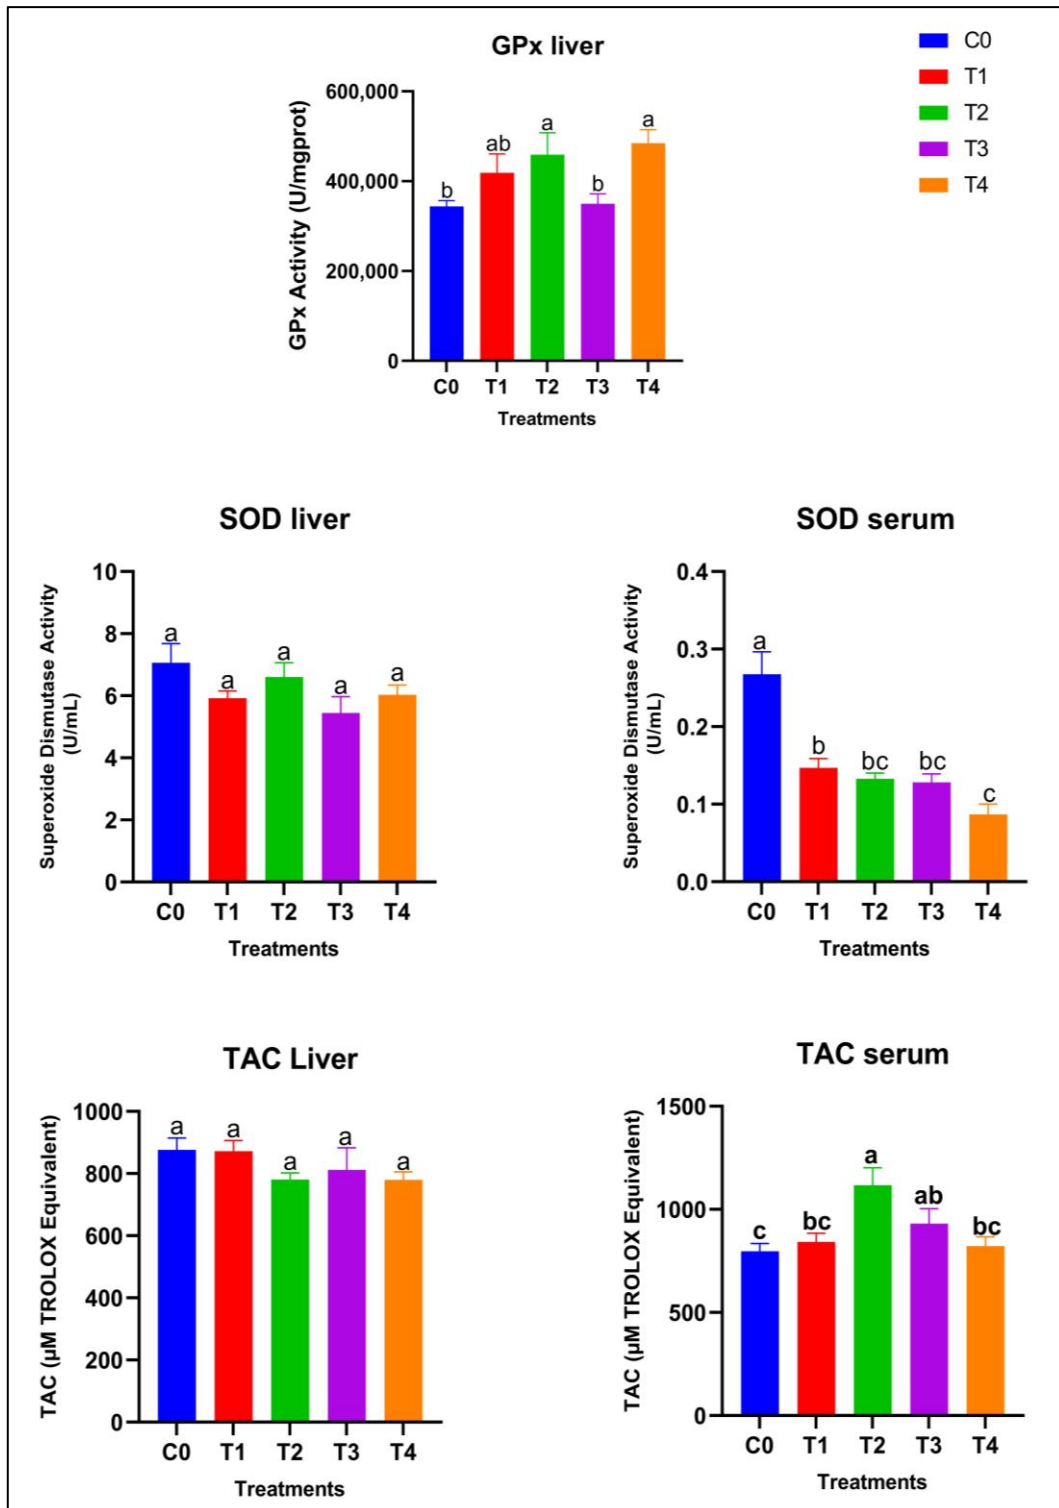 GPx liver
C0
T1
T2
T3
T4
GPx Activity (U/mgprot)
600,000
400,000
200,000
0
b
ab
a
b
a
C0 T1 T2 T3 T4
Treatments
SOD liver
Superoxide Dismutase Activity
(U/mL)
10
8
6
4
2
0
a
a
a
a
a
C0 T1 T2 T3 T4
Treatments
SOD serum
Superoxide Dismutase Activity
(U/mL)
0.4
0.3
0.2
0.1
0.0
a
b
bc
bc
c
C0 T1 T2 T3 T4
Treatments
TAC Liver
TAC (µM TROLOX Equivalent)
1000
800
600
400
200
0
a
a
a
a
a
C0 T1 T2 T3 T4
Treatments
TAC serum
TAC (µM TROLOX Equivalent)
1500
1000
500
0
c
bc
a
ab
bc
C0 T1 T2 T3 T4
Treatments